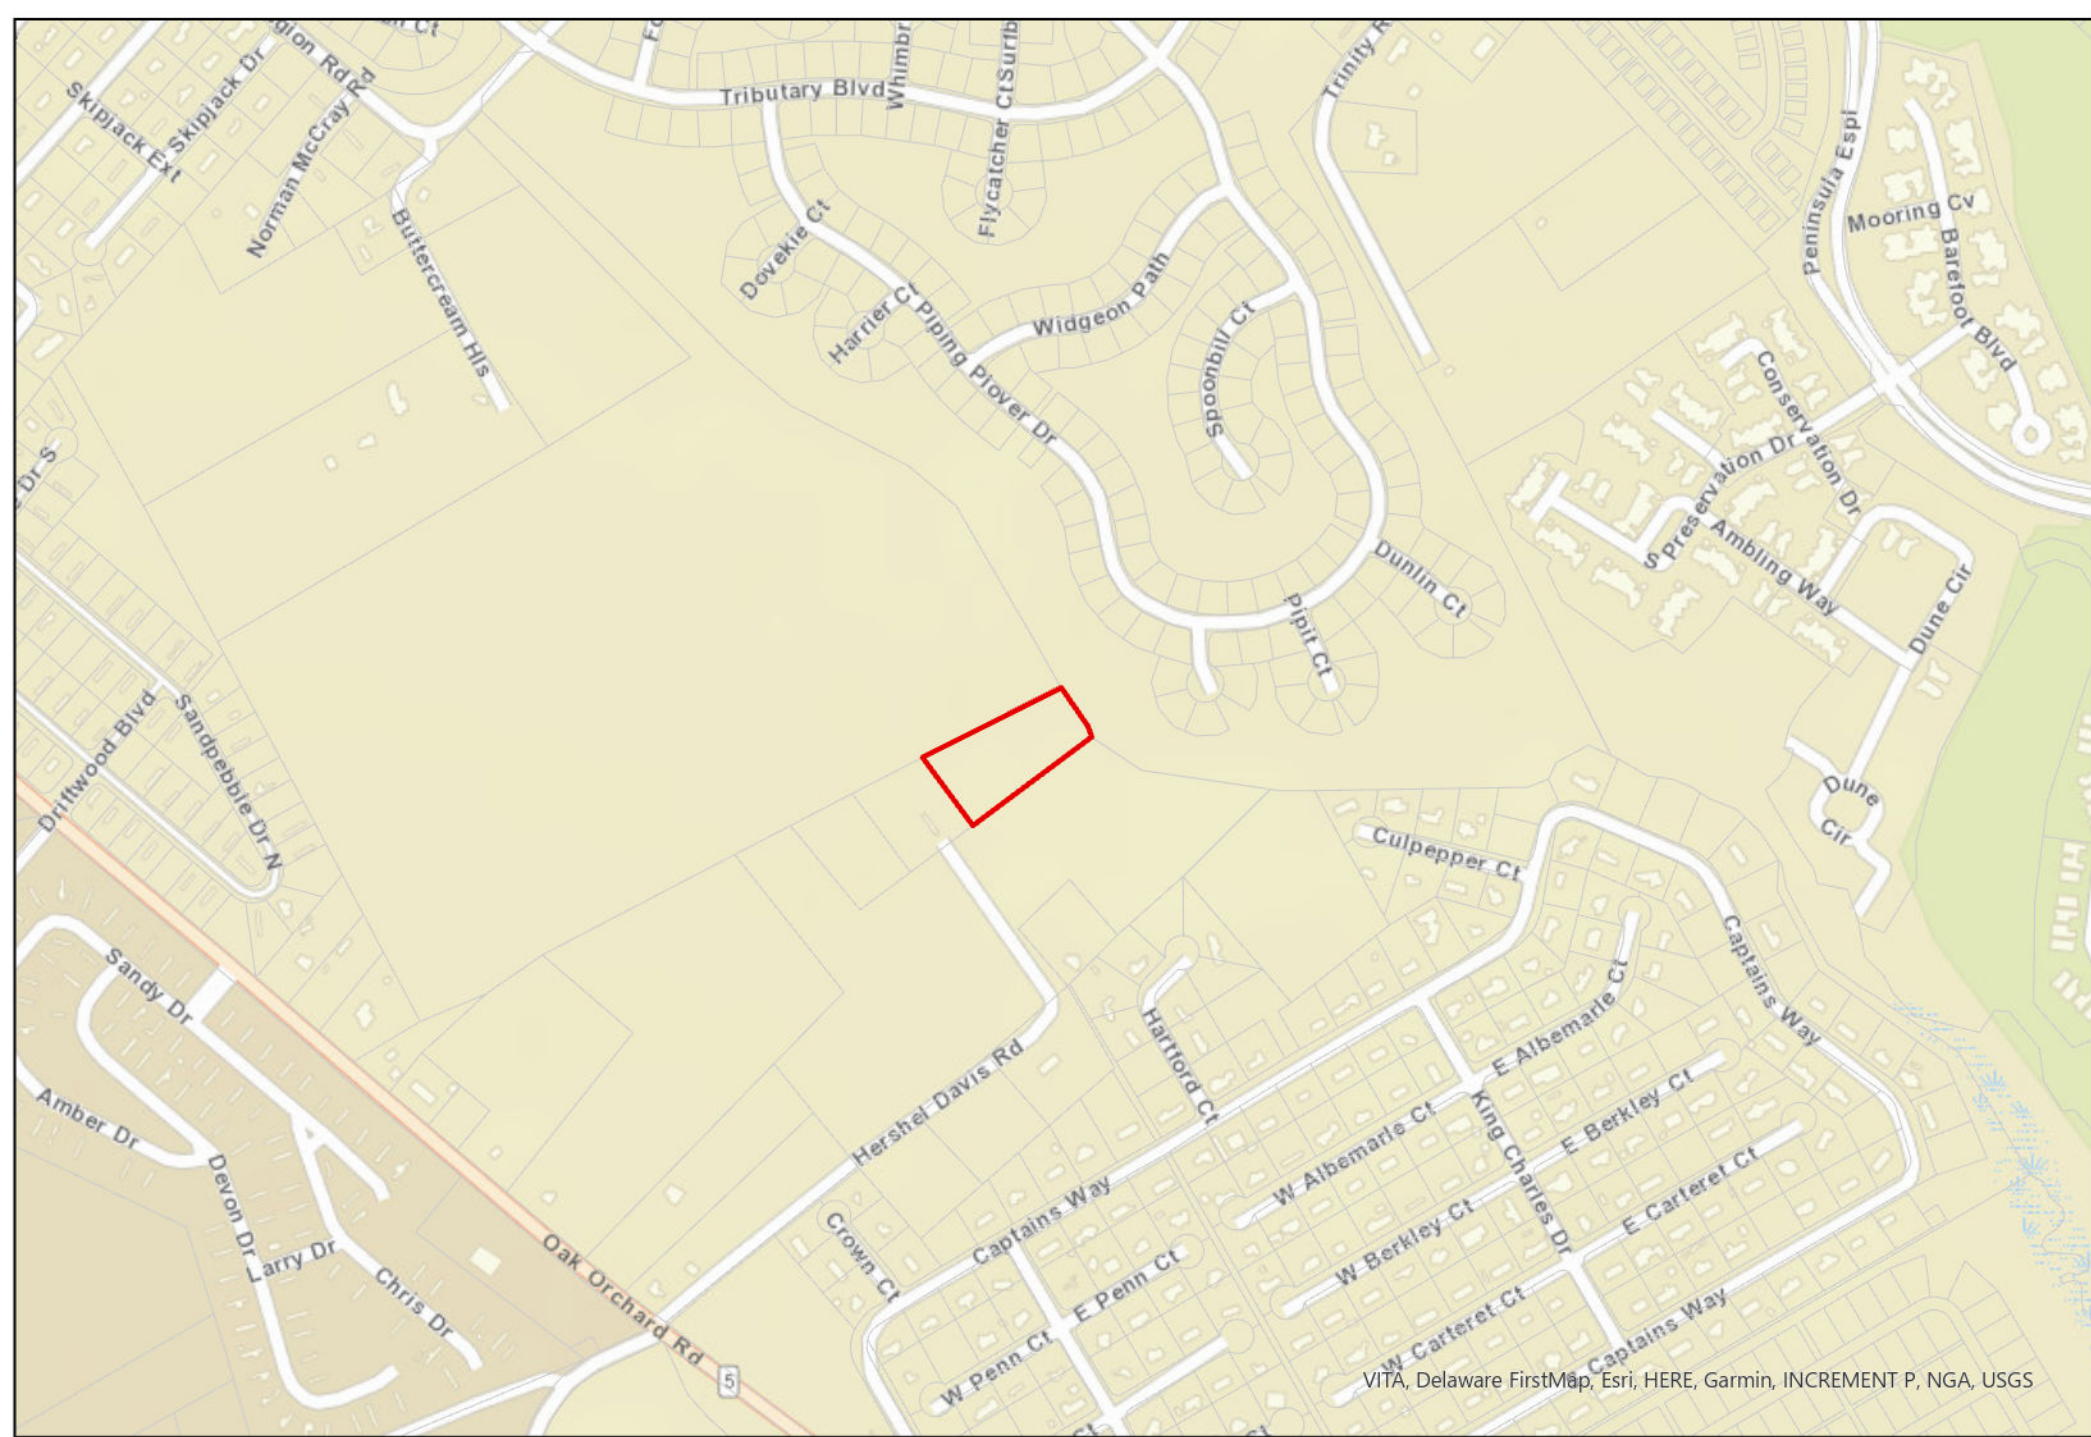 Skipjack Dr
Skipjack Ext
Norman McCray Rd
Buttercream Hls
Tributary Blvd
Flycatcher Ct
Trinity R
Peninsula Espl
Mooring Cv
Barefoot Blvd
Dovekie Ct
Harrier Ct
Piping Plover Dr
Widgeon Path
Spoonbill Ct
Conservation Dr
S Preservation Dr
Ambling Way
Dune Cir
Dunlin Ct
Pipit Ct
Dr S
Driftwood Blvd
Sandpebble Dr N
Dune
Cir
Culpepper Ct
Captains Way
Sandy Dr
Amber Dr
Devon Dr
Larry Dr
Chris Dr
Oak Orchard Rd
5
Hershel Davis Rd
Hartford Ct
E Albemarle Ct
W Albemarle Ct
King Charles Dr
E Berkley Ct
W Berkley Ct
E Carteret Ct
W Carteret Ct
Captains Way
Crown Ct
Captains Way
E Penn Ct
W Penn Ct
VITA, Delaware FirstMap, Esri, HERE, Garmin, INCREMENT P, NGA, USGS